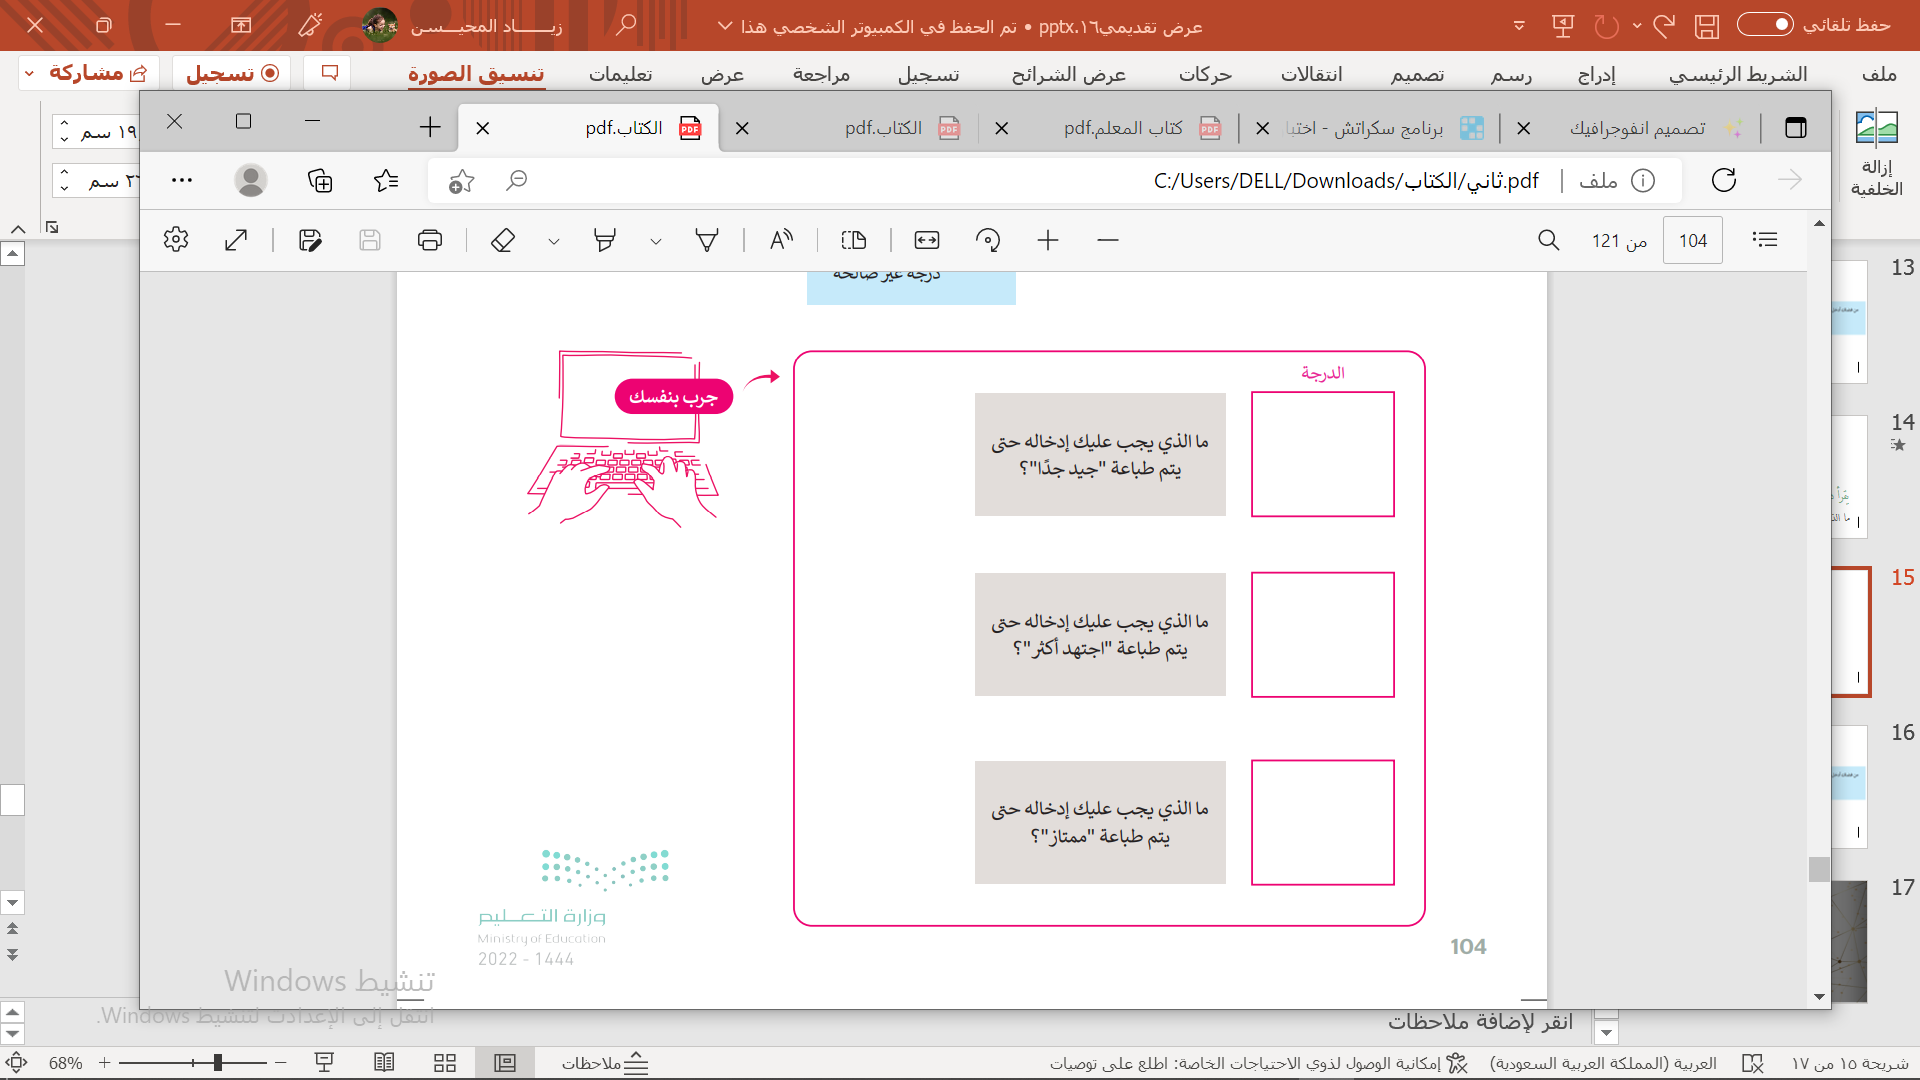 حفظ تلقائي
عرض تقديمي١٦.pptx • تم الحفظ في الكمبيوتر الشخصي هذا
زيـــاد المحيـــسن
ملف
الشريط الرئيسي
إدراج
رسم
تصميم
انتقالات
حركات
عرض الشرائح
تسجيل
مراجعة
عرض
تعليمات
تنسيق الصورة
تسجيل
مشاركة
إزالة
الخلفية
١٩ سم
سم
تصميم انفوجرافيك
برنامج سكراتش - اختبا
كتاب المعلم.pdf
الكتاب.pdf
الكتاب.pdf
ملف
C:/Users/DELL/Downloads/ثاني/الكتاب.pdf
104
من 121
درجة غير صالحة
جرب بنفسك
الدرجة
ما الذي يجب عليك إدخاله حتى
يتم طباعة "جيد جدًا"؟
ما الذي يجب عليك إدخاله حتى
يتم طباعة "اجتهد أكثر"؟
ما الذي يجب عليك إدخاله حتى
يتم طباعة "ممتاز"؟
وزارة التعـليم
Ministry of Education
2022 - 1444
104
13
14
15
16
17
تنشيط Windows
انتقل إلى الإعدادت لتنشيط Windows.
انقر لإضافة ملاحظات
شريحة ١٥ من ١٧
العربية (المملكة العربية السعودية)
إمكانية الوصول لذوي الاحتياجات الخاصة: اطلع على توصيات
ملاحظات
68%